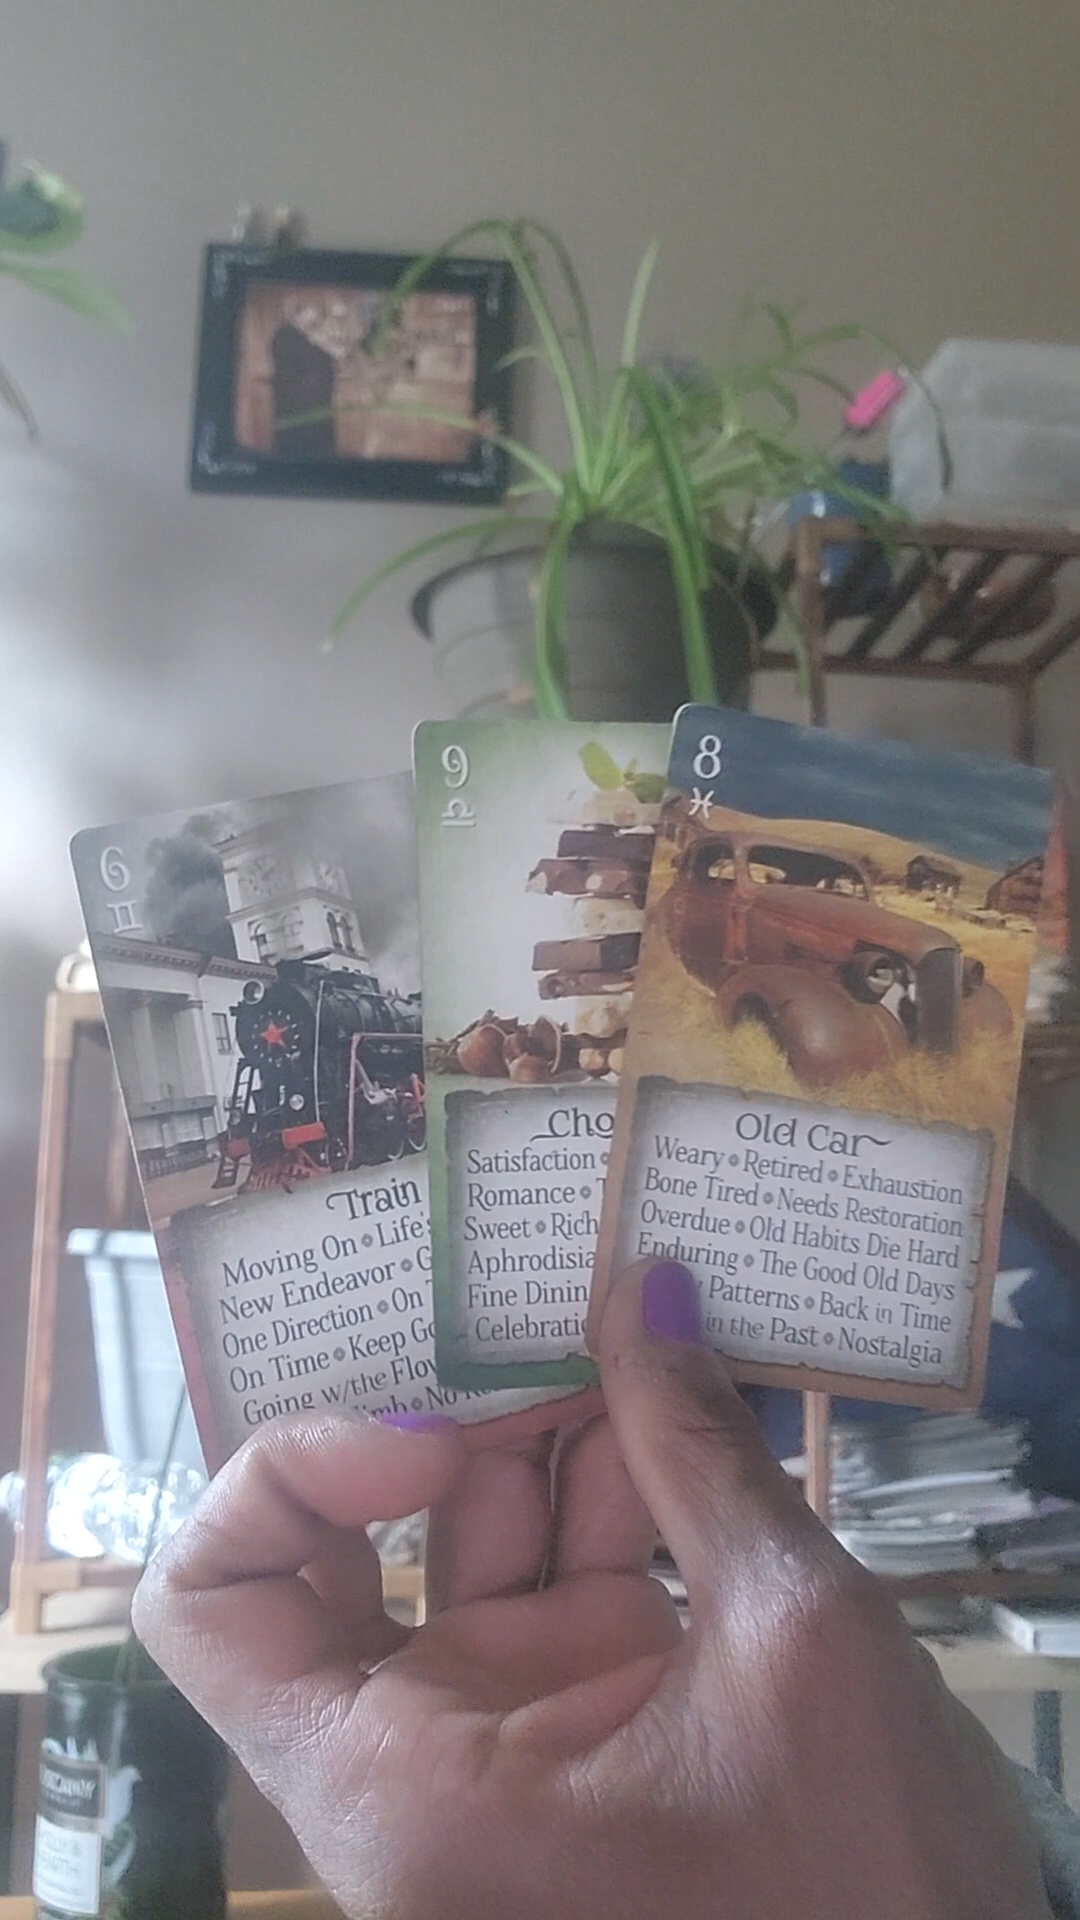 6
♊
Train
Moving On • Life's
New Endeavor •
One Direction • On
On Time • Keep
Going w/the Flow
• No
9
♎
Cho
Satisfaction •
Romance •
Sweet • Rich
Aphrodisia
Fine Dinin
Celebratio
8
♓
Old Car
Weary • Retired • Exhaustion
Bone Tired • Needs Restoration
Overdue • Old Habits Die Hard
Enduring • The Good Old Days
Patterns • Back in Time
in the Past • Nostalgia